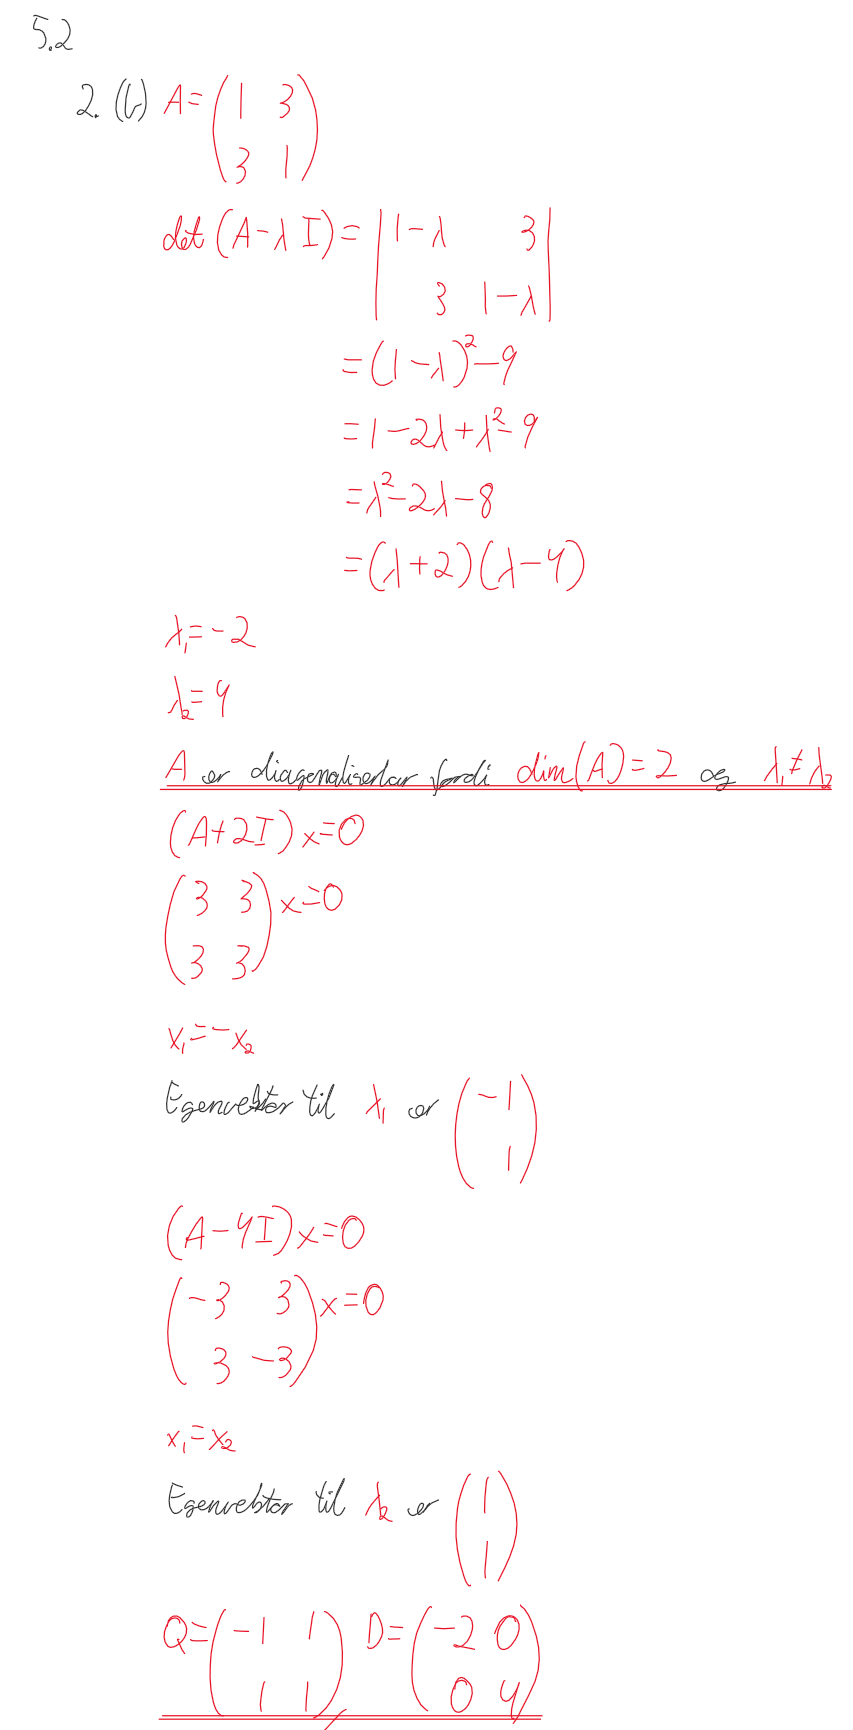 5.2
2. (b) A = (1 3
3 1)
det (A-λI) = |1-λ 3
3 1-λ|
= (1-λ)²-9
= 1-2λ+λ²-9
= λ²-2λ-8
= (λ+2)(λ-4)
λ₁=-2
λ₂=4
A er diagonaliserbar fordi dim(A)=2 og λ₁≠λ₂
(A+2I)x=0
(3 3
3 3) x=0
x₁=-x₂
Egenvektor til λ₁ er (-1
1)
(A-4I)x=0
(-3 3
3 -3) x=0
x₁=x₂
Egenvektor til λ₂ er (1
1)
Q = (-1 1
1 1), D = (-2 0
0 4)